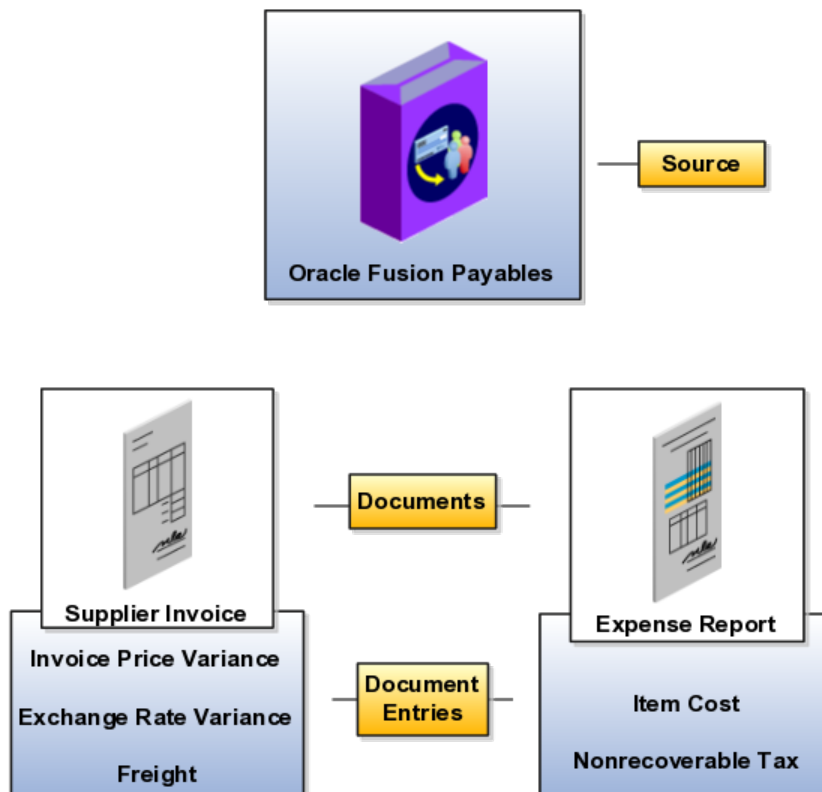 Source
Oracle Fusion Payables
Documents
Supplier Invoice
Expense Report
Invoice Price Variance
Exchange Rate Variance
Freight
Document
Entries
Item Cost
Nonrecoverable Tax